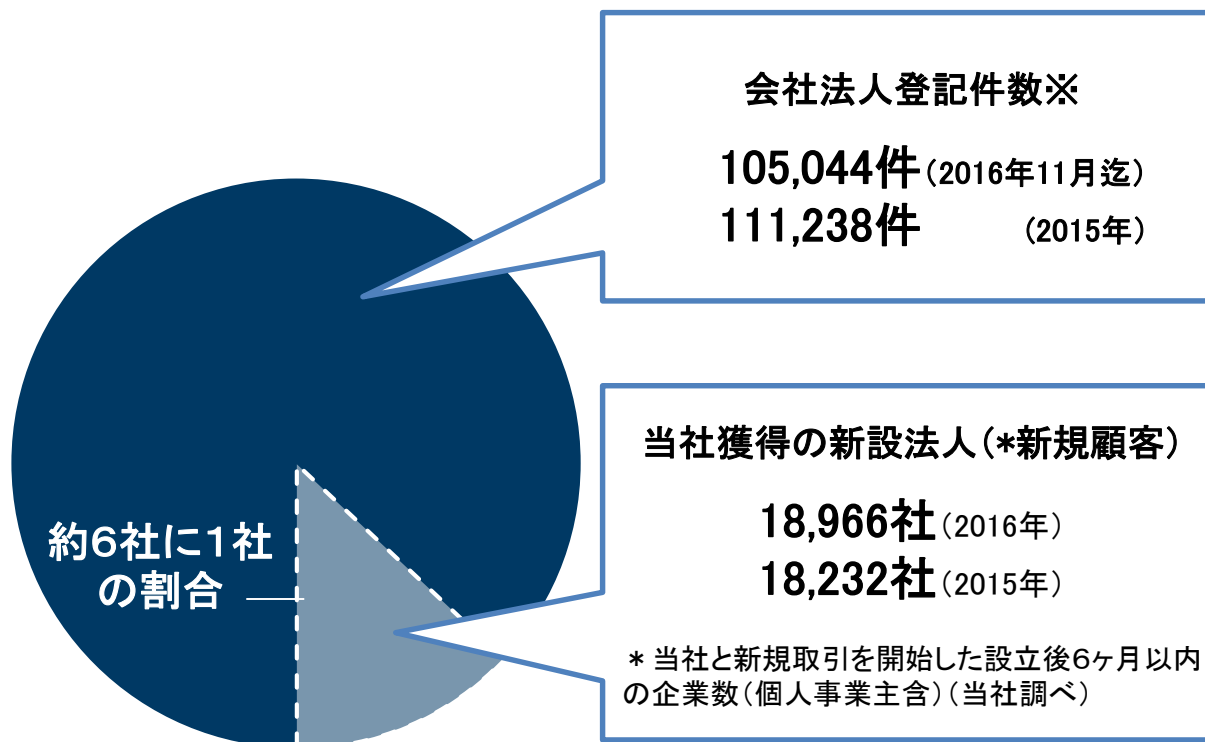 会社法人登記件数※
105,044件(2016年11月迄)
111,238件 (2015年)
約6社に1社
の割合
当社獲得の新設法人(*新規顧客)
18,966社(2016年)
18,232社(2015年)
* 当社と新規取引を開始した設立後6ヶ月以内
の企業数(個人事業主含)(当社調べ)